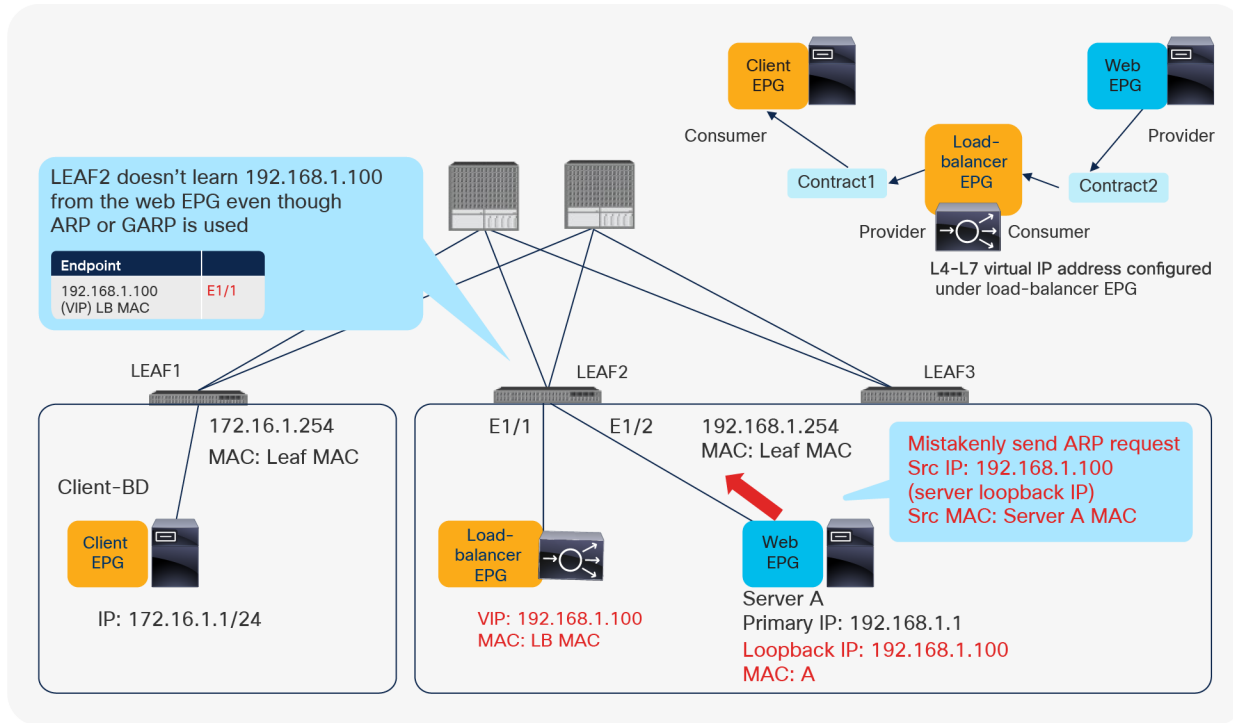 Client
EPG
Web
EPG
Consumer
Provider
Load-
balancer
EPG
Contract1
Contract2
Provider
Consumer
L4-L7 virtual IP address configured
under load-balancer EPG
LEAF2 doesn't learn 192.168.1.100
from the web EPG even though
ARP or GARP is used
Endpoint
192.168.1.100 E1/1
(VIP) LB MAC
LEAF1
LEAF2
LEAF3
172.16.1.254
MAC: Leaf MAC
Client-BD
Client
EPG
IP: 172.16.1.1/24
E1/1
E1/2
192.168.1.254
MAC: Leaf MAC
Mistakenly send ARP request
Src IP: 192.168.1.100
(server loopback IP)
Src MAC: Server A MAC
Load-
balancer
EPG
VIP: 192.168.1.100
MAC: LB MAC
Web
EPG
Server A
Primary IP: 192.168.1.1
Loopback IP: 192.168.1.100
MAC: A